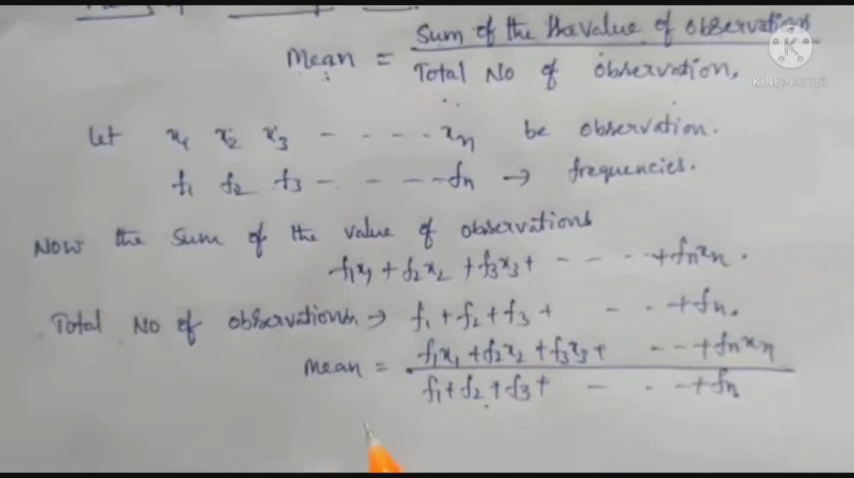 Sum of the value of observations
Mean = Total No of observation.
Let x₁ x₂ x₃ - - - - - xn be observation.
f₁ f₂ f₃ - - - - - fn → frequencies.
Now the sum of the value of observations
f₁x₁ + f₂x₂ + f₃x₃ + - - - - + fnxn.
Total No of observations → f₁ + f₂ + f₃ + - - - + fn.
f₁x₁ + f₂x₂ + f₃x₃ + - - - + fnxn
mean = f₁ + f₂ + f₃ + - - - + fn
KINEMASTER